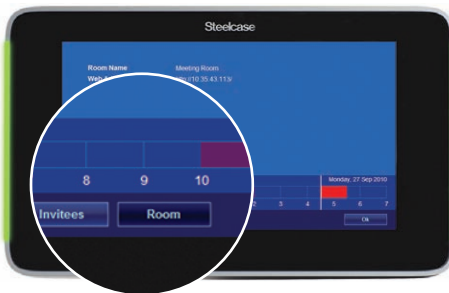 Steelcase
Room Name: Meeting Room
http://10.35.43.113/
Monday, 27 Sep 2010
8 9 10
2 3 4 5 6 7
Invitees Room
Ok